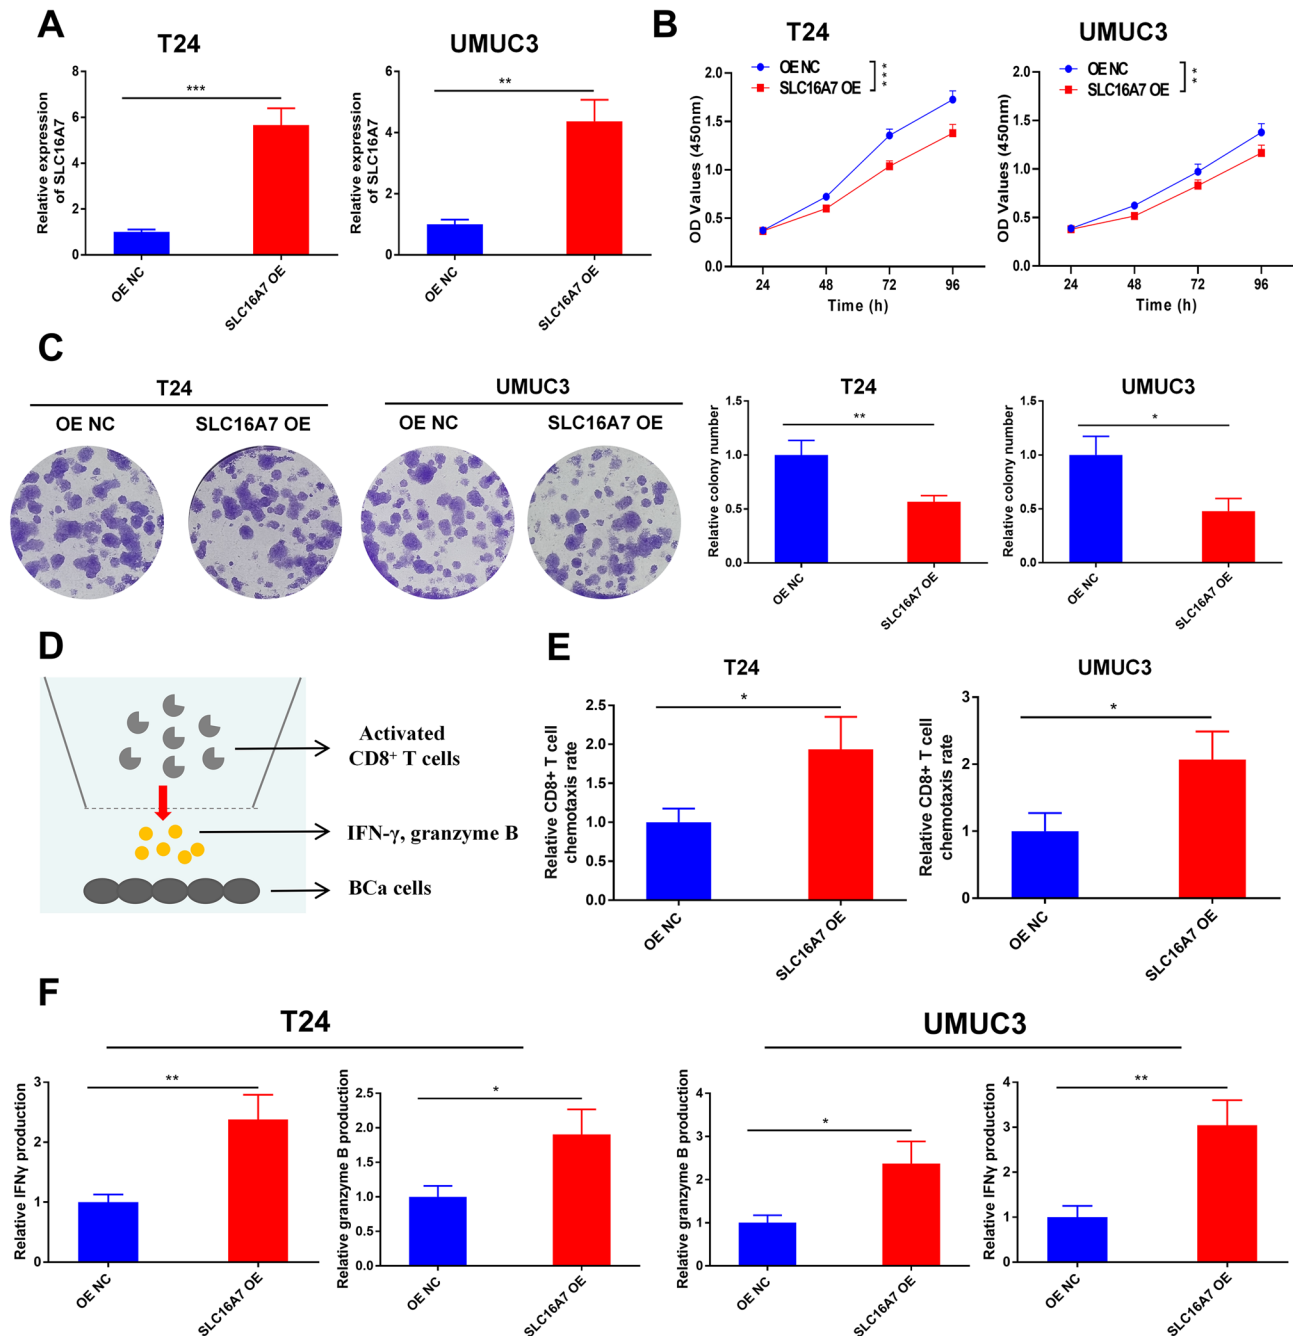 A
T24
Relative expression
of SLC16A7
8
6
4
2
0
***
OE NC
SLC16A7 OE
UMUC3
Relative expression
of SLC16A7
6
4
2
0
**
OE NC
SLC16A7 OE
B
T24
OE NC
SLC16A7 OE
***
OD Values (450nm)
2.0
1.5
1.0
0.5
0.0
24 48 72 96
Time (h)
UMUC3
OE NC
SLC16A7 OE
**
OD Values (450nm)
2.0
1.5
1.0
0.5
0.0
24 48 72 96
Time (h)
C
T24
OE NC SLC16A7 OE
UMUC3
OE NC SLC16A7 OE
T24
Relative colony number
1.5
1.0
0.5
0.0
**
OE NC
SLC16A7 OE
UMUC3
Relative colony number
1.5
1.0
0.5
0.0
*
OE NC
SLC16A7 OE
D
Activated
CD8⁺ T cells
IFN-γ, granzyme B
BCa cells
E
T24
Relative CD8+ T cell
chemotaxis rate
2.5
2.0
1.5
1.0
0.5
0.0
*
OE NC
SLC16A7 OE
UMUC3
Relative CD8+ T cell
chemotaxis rate
3
2
1
0
*
OE NC
SLC16A7 OE
F
T24
Relative IFNγ production
3
2
1
0
**
OE NC
SLC16A7 OE
Relative granzyme B production
2.5
2.0
1.5
1.0
0.5
0.0
*
OE NC
SLC16A7 OE
UMUC3
Relative granzyme B production
4
3
2
1
0
*
OE NC
SLC16A7 OE
Relative IFNγ production
4
3
2
1
0
**
OE NC
SLC16A7 OE